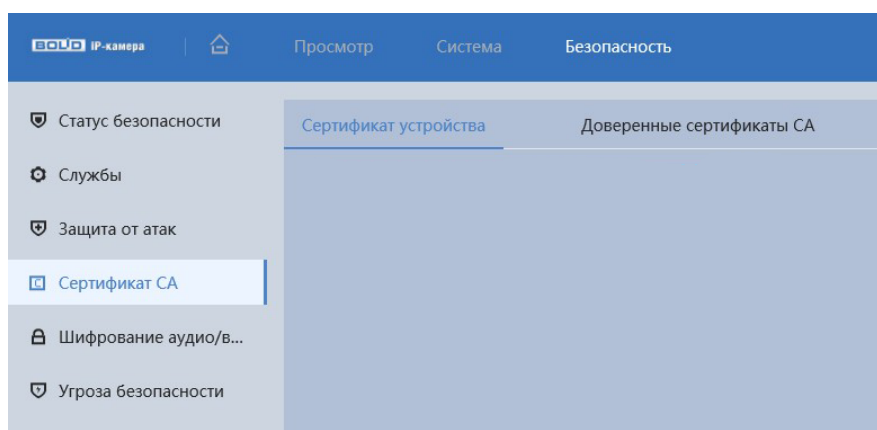 BOLID IP-камера
Просмотр
Система
Безопасность
Статус безопасности
Службы
Защита от атак
Сертификат CA
Шифрование аудио/в...
Угроза безопасности
Сертификат устройства
Доверенные сертификаты CA